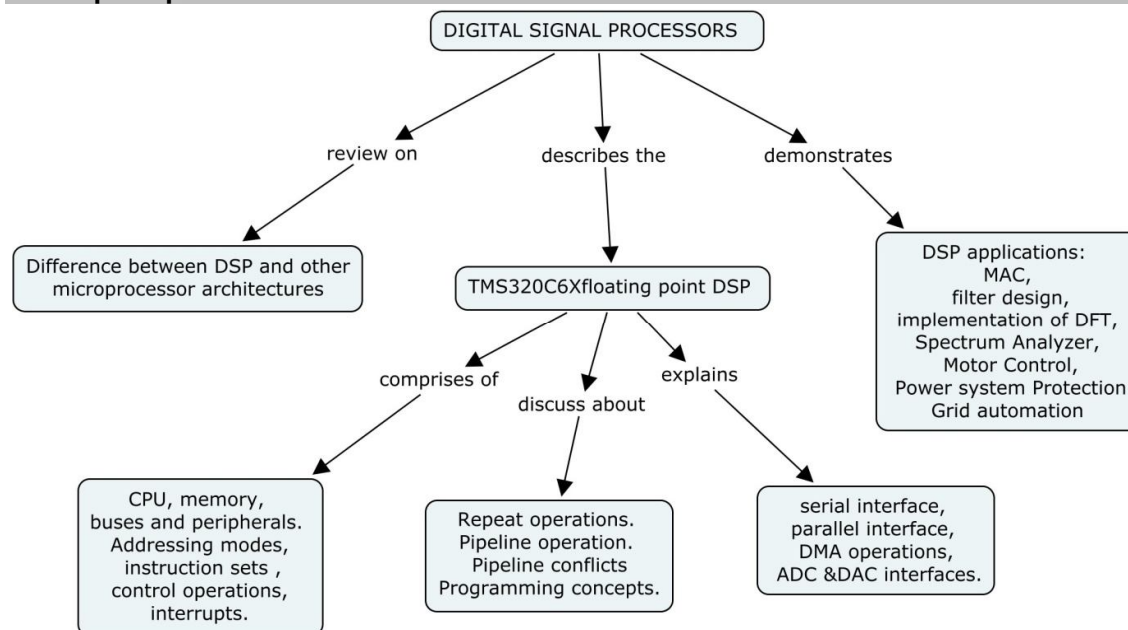 DIGITAL SIGNAL PROCESSORS
review on
describes the
demonstrates
Difference between DSP and other
microprocessor architectures
TMS320C6Xfloating point DSP
DSP applications:
MAC,
filter design,
implementation of DFT,
Spectrum Analyzer,
Motor Control,
Power system Protection
Grid automation
comprises of
discuss about
explains
CPU, memory,
buses and peripherals.
Addressing modes,
instruction sets ,
control operations,
interrupts.
Repeat operations.
Pipeline operation.
Pipeline conflicts
Programming concepts.
serial interface,
parallel interface,
DMA operations,
ADC &DAC interfaces.